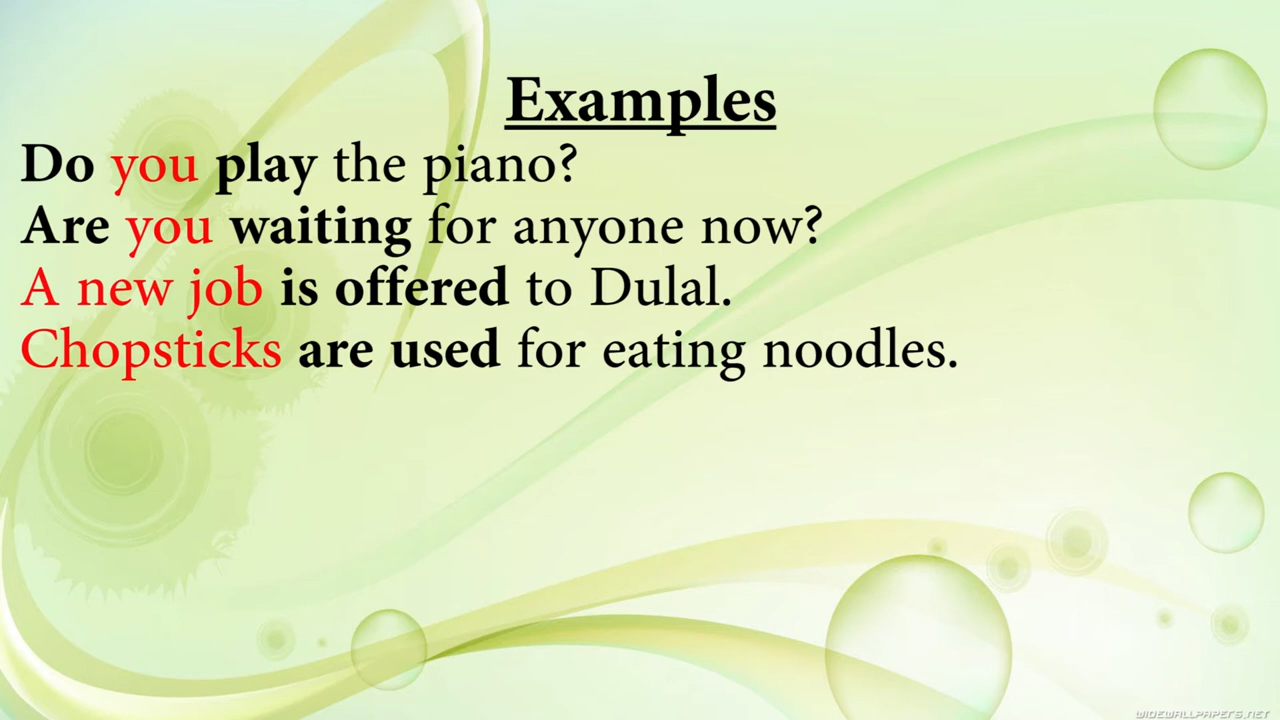 Examples
Do you play the piano?
Are you waiting for anyone now?
A new job is offered to Dulal.
Chopsticks are used for eating noodles.
WIDEWALLPAPERS.NET